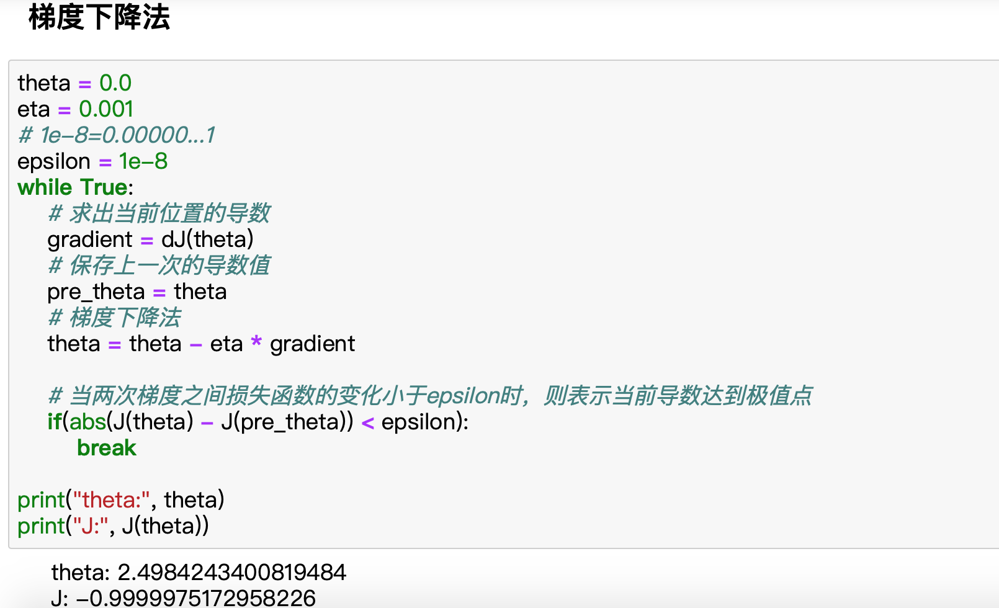 梯度下降法
theta = 0.0
eta = 0.001
# 1e-8=0.00000...1
epsilon = 1e-8
while True:
# 求出当前位置的导数
gradient = dJ(theta)
# 保存上一次的导数值
pre_theta = theta
# 梯度下降法
theta = theta - eta * gradient
# 当两次梯度之间损失函数的变化小于epsilon时，则表示当前导数达到极值点
if(abs(J(theta) - J(pre_theta)) < epsilon):
break
print("theta:", theta)
print("J:", J(theta))
theta: 2.4984243400819484
J: -0.9999975172958226